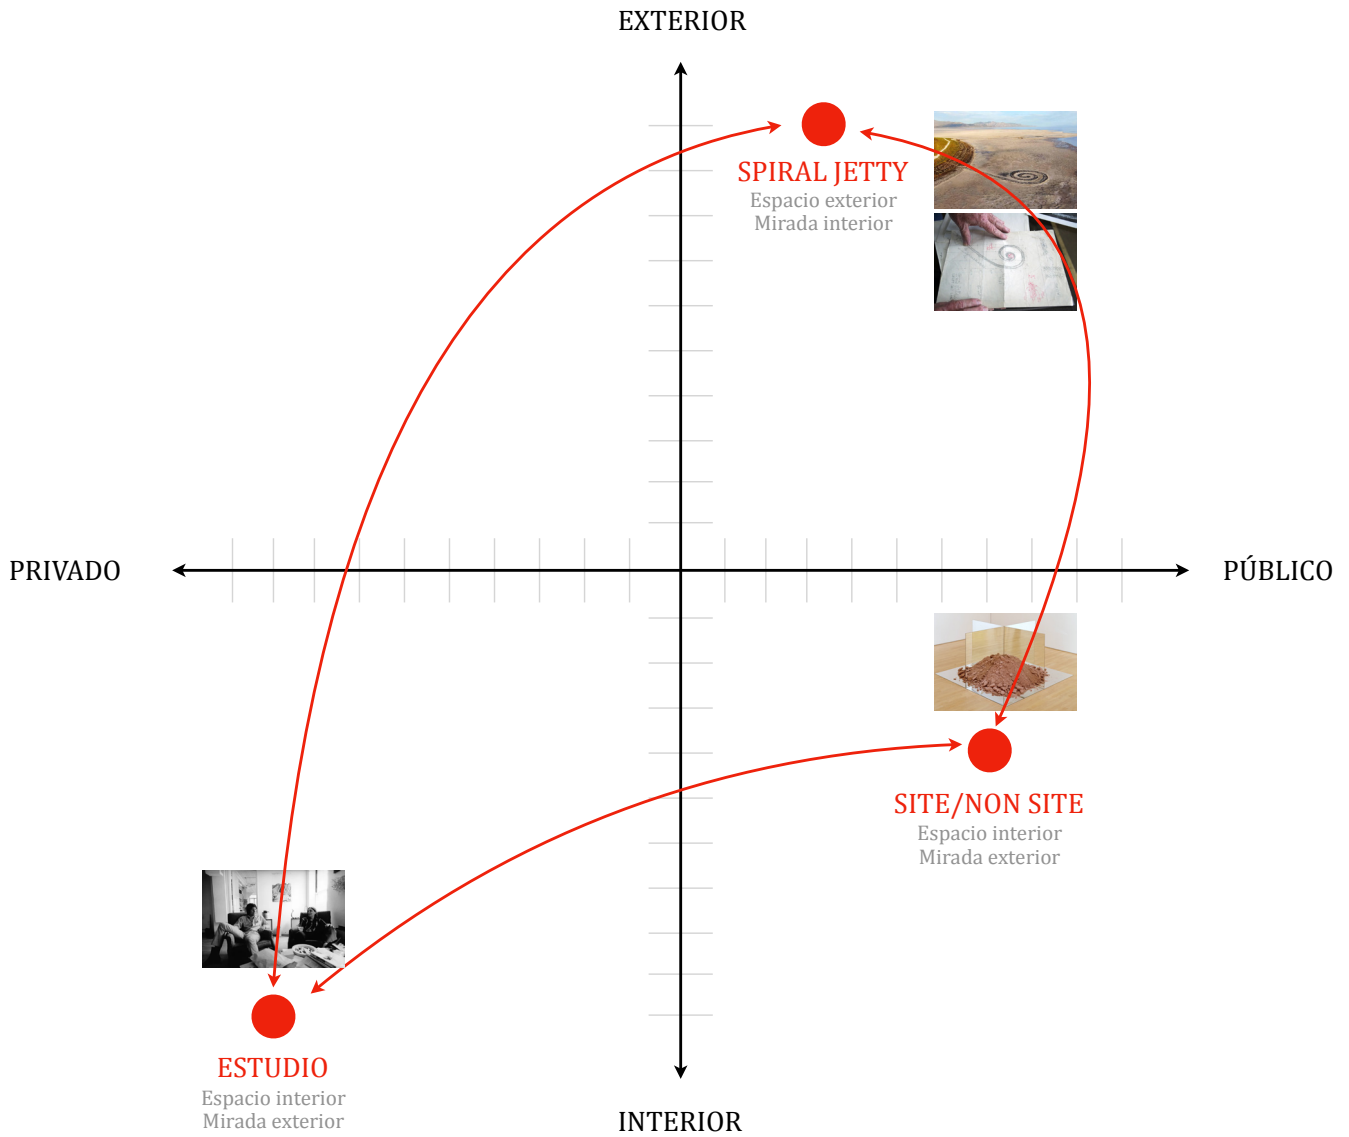 EXTERIOR
SPIRAL JETTY
Espacio exterior
Mirada interior
PRIVADO
PÚBLICO
SITE/NON SITE
Espacio interior
Mirada exterior
ESTUDIO
Espacio interior
Mirada exterior
INTERIOR